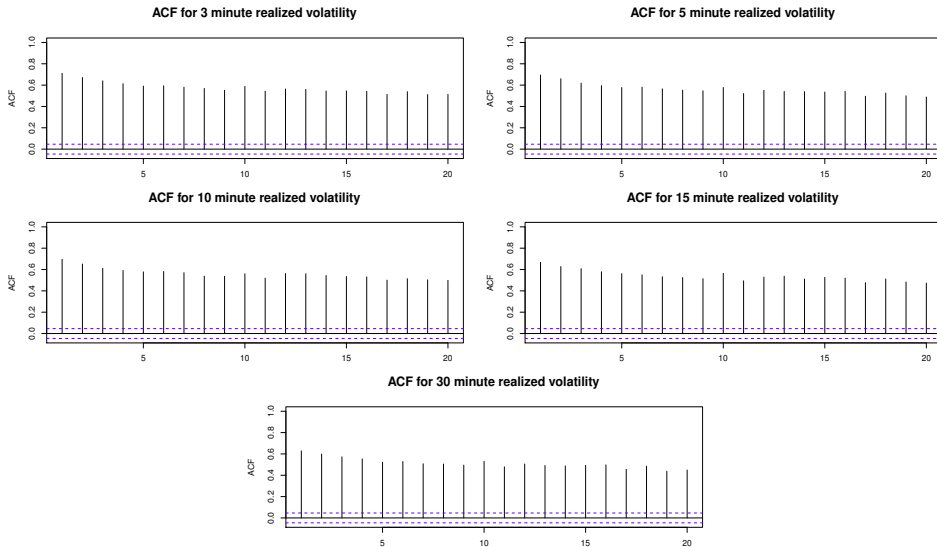 ACF for 3 minute realized volatility
ACF
0.0 0.2 0.4 0.6 0.8 1.0
5 10 15 20
ACF for 5 minute realized volatility
ACF
0.0 0.2 0.4 0.6 0.8 1.0
5 10 15 20
ACF for 10 minute realized volatility
ACF
0.0 0.2 0.4 0.6 0.8 1.0
5 10 15 20
ACF for 15 minute realized volatility
ACF
0.0 0.2 0.4 0.6 0.8 1.0
5 10 15 20
ACF for 30 minute realized volatility
ACF
0.0 0.2 0.4 0.6 0.8 1.0
5 10 15 20